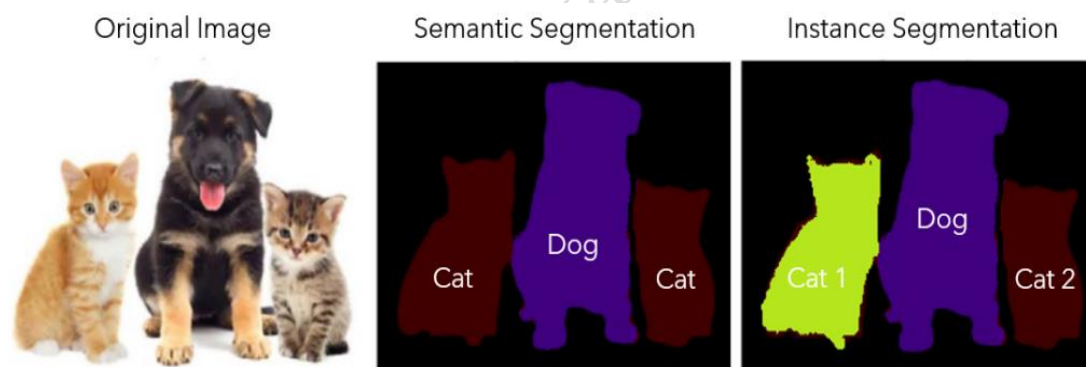 Original Image
Semantic Segmentation
Instance Segmentation
Cat
Dog
Cat
Cat 1
Dog
Cat 2